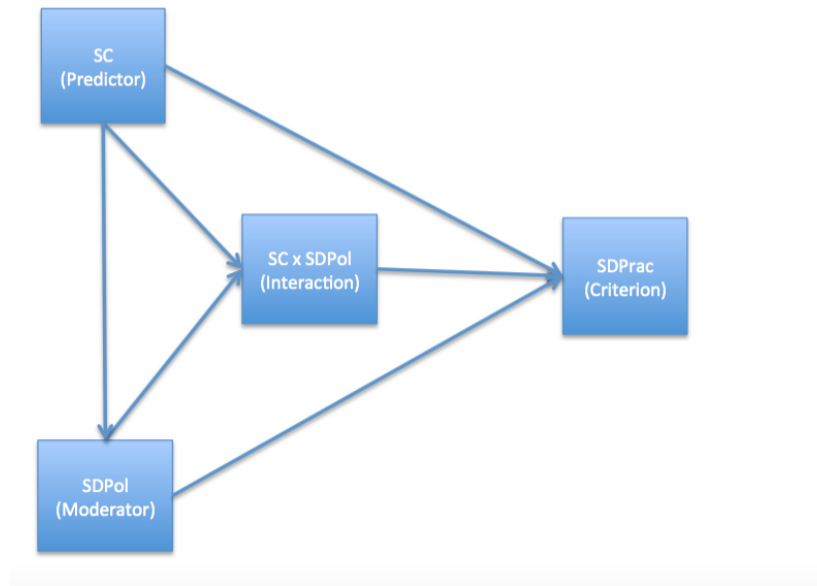 SC
(Predictor)
SC x SDPol
(Interaction)
SDPrac
(Criterion)
SDPol
(Moderator)